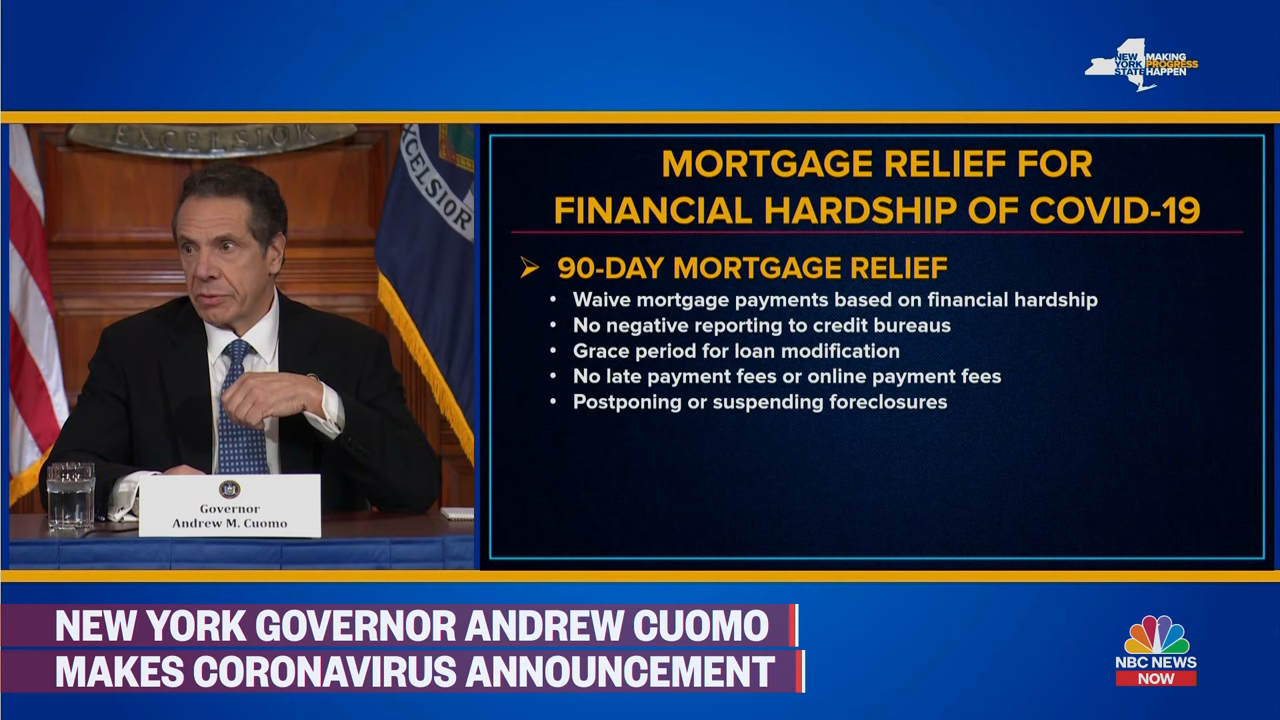 NEW
YORK
STATE
MAKING
PROGRESS
HAPPEN
EXCELSIOR
XCELSIOR
MORTGAGE RELIEF FOR
FINANCIAL HARDSHIP OF COVID-19
➢ 90-DAY MORTGAGE RELIEF
• Waive mortgage payments based on financial hardship
• No negative reporting to credit bureaus
• Grace period for loan modification
• No late payment fees or online payment fees
• Postponing or suspending foreclosures
Governor
Andrew M. Cuomo
NEW YORK GOVERNOR ANDREW CUOMO
MAKES CORONAVIRUS ANNOUNCEMENT
NBC NEWS
NOW